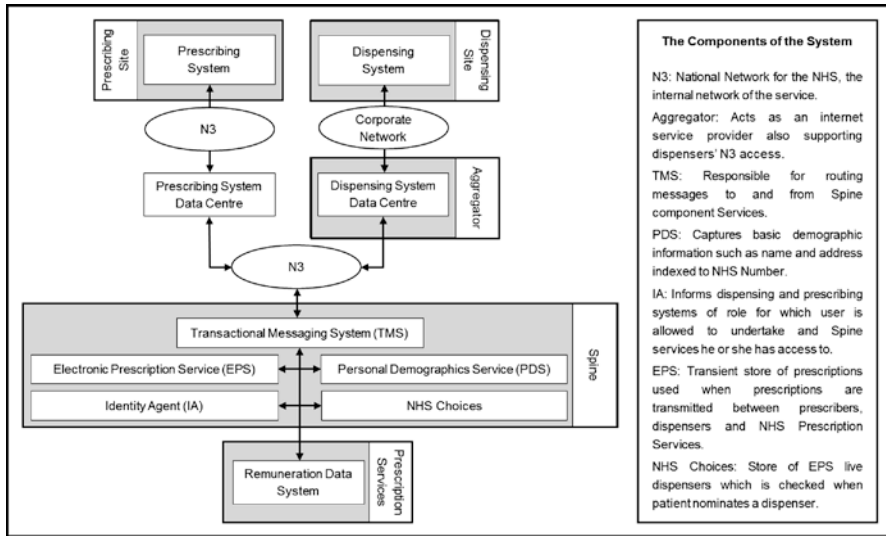 Prescribing
Site
Prescribing
System
Dispensing
System
Dispensing
Site
N3
Corporate
Network
Prescribing System
Data Centre
Dispensing System
Data Centre
Aggregator
N3
Transactional Messaging System (TMS)
Electronic Prescription Service (EPS)
Personal Demographics Service (PDS)
Identity Agent (IA)
NHS Choices
Spine
Remuneration Data
System
Prescription
Services
The Components of the System
N3: National Network for the NHS, the
internal network of the service.
Aggregator: Acts as an internet
service provider also supporting
dispensers' N3 access.
TMS: Responsible for routing
messages to and from Spine
component Services.
PDS: Captures basic demographic
information such as name and address
indexed to NHS Number.
IA: Informs dispensing and prescribing
systems of role for which user is
allowed to undertake and Spine
services he or she has access to.
EPS: Transient store of prescriptions
used when prescriptions are
transmitted between prescribers,
dispensers and NHS Prescription
Services.
NHS Choices: Store of EPS live
dispensers which is checked when
patient nominates a dispenser.